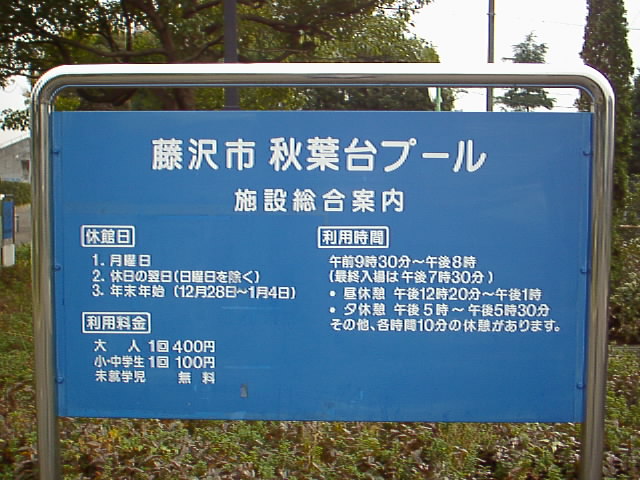 藤沢市 秋葉台プール
施設総合案内
休館日
1. 月曜日
2. 休日の翌日(日曜日を除く)
3. 年末年始 (12月28日〜1月4日)
利用料金
大 人 1回 400円
小・中学生 1回 100円
未就学児 無 料
利用時間
午前9時30分〜午後8時
(最終入場は 午後7時30分)
・昼休憩 午後12時20分〜午後1時
・夕休憩 午後5時〜午後5時30分
その他、各時間10分の休憩があります。